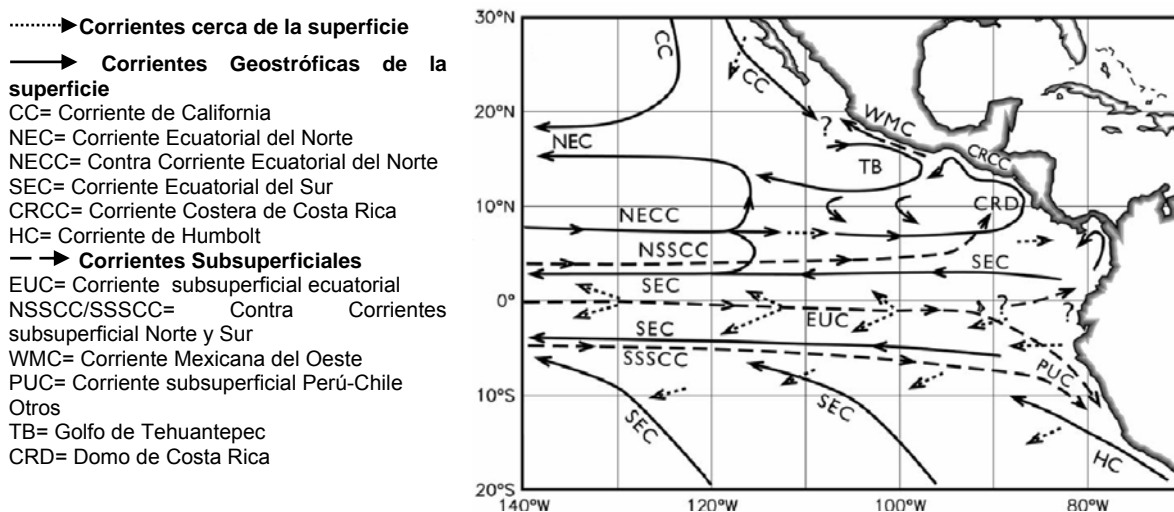 Corrientes cerca de la superficie
Corrientes Geostróficas de la
superficie
CC= Corriente de California
NEC= Corriente Ecuatorial del Norte
NECC= Contra Corriente Ecuatorial del Norte
SEC= Corriente Ecuatorial del Sur
CRCC= Corriente Costera de Costa Rica
HC= Corriente de Humbolt
Corrientes Subsuperficiales
EUC= Corriente subsuperficial ecuatorial
NSSCC/SSSCC= Contra Corrientes
subsuperficial Norte y Sur
WMC= Corriente Mexicana del Oeste
PUC= Corriente subsuperficial Perú-Chile
Otros
TB= Golfo de Tehuantepec
CRD= Domo de Costa Rica
30°N
CC
CC
20°N
?
WMC
NEC
CRCC
TB
10°N
NECC
CRD
NSSCC
SEC
SEC
0°
?
?
EUC
SEC
SSSCC
PUC
10°S
SEC
SEC
HC
20°S
140°W
120°W
100°W
80°W